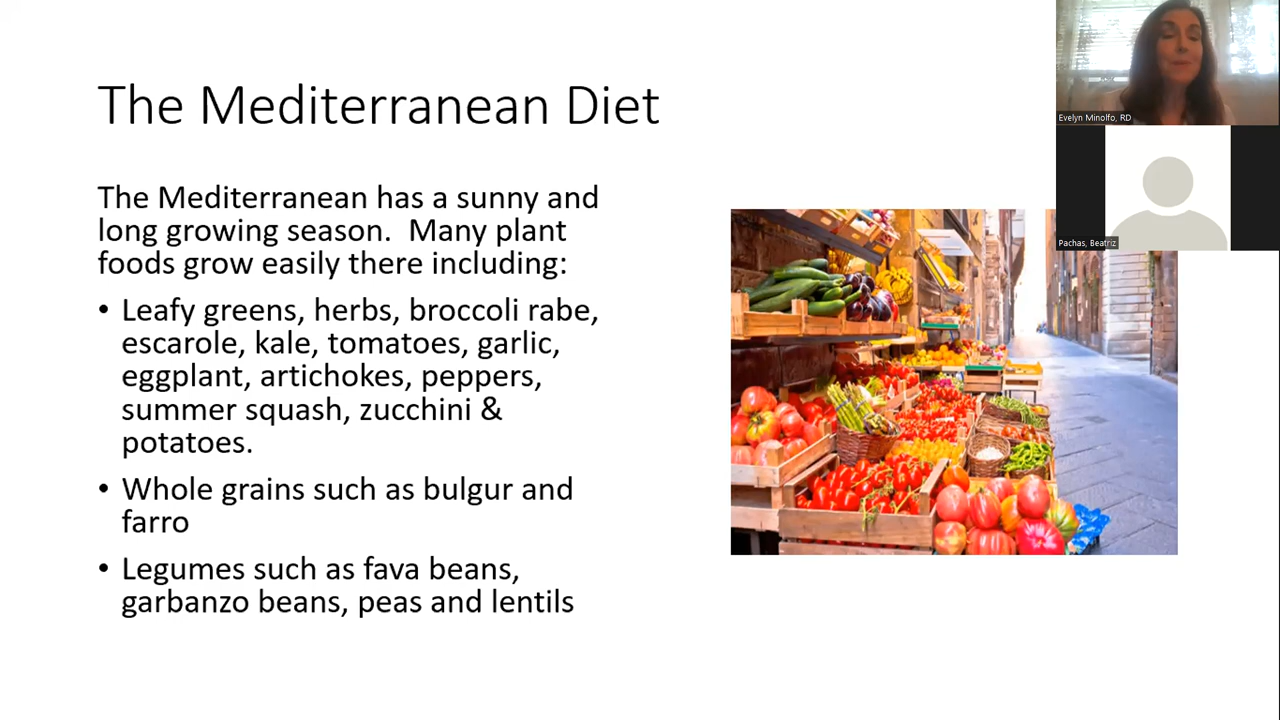 The Mediterranean Diet
The Mediterranean has a sunny and
long growing season.  Many plant
foods grow easily there including:
• Leafy greens, herbs, broccoli rabe,
escarole, kale, tomatoes, garlic,
eggplant, artichokes, peppers,
summer squash, zucchini &
potatoes.
• Whole grains such as bulgur and
farro
• Legumes such as fava beans,
garbanzo beans, peas and lentils
Evelyn Minolfo, RD
Pachas, Beatriz